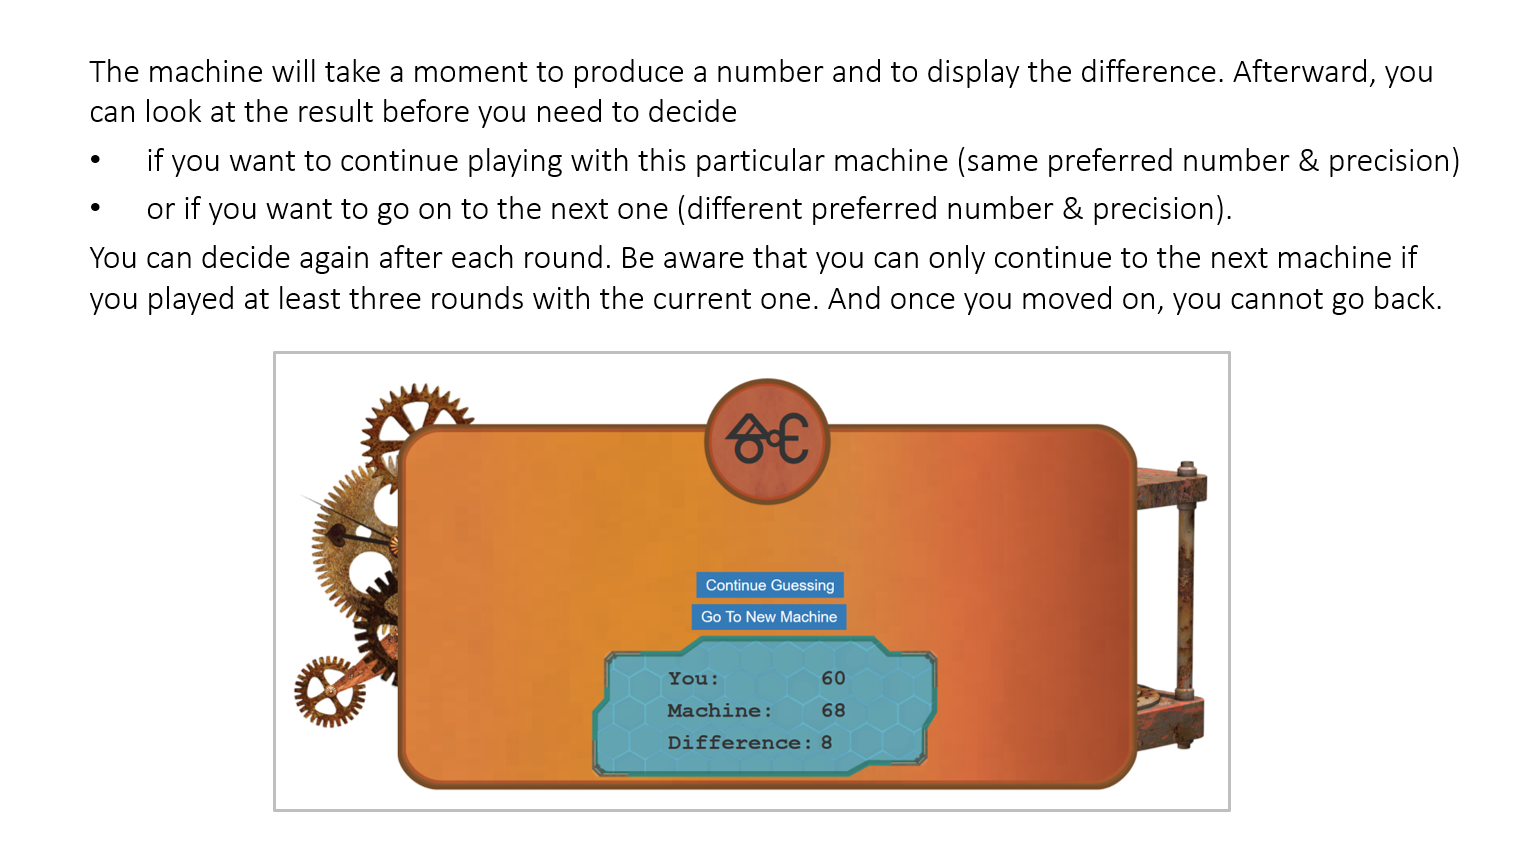 The machine will take a moment to produce a number and to display the difference. Afterward, you
can look at the result before you need to decide
• if you want to continue playing with this particular machine (same preferred number & precision)
• or if you want to go on to the next one (different preferred number & precision).
You can decide again after each round. Be aware that you can only continue to the next machine if
you played at least three rounds with the current one. And once you moved on, you cannot go back.
Continue Guessing
Go To New Machine
You: 60
Machine: 68
Difference: 8